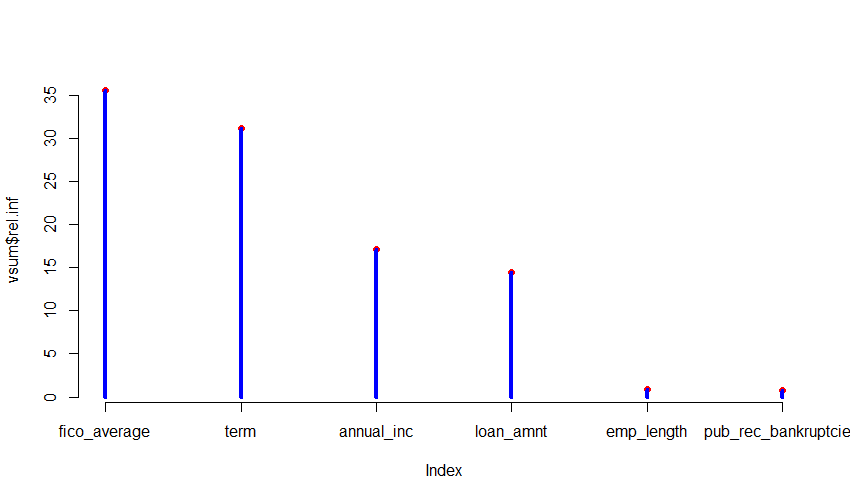 35
30
25
20
15
10
5
0
vsum$rel.inf
fico_average term annual_inc loan_amnt emp_length pub_rec_bankruptcie
Index